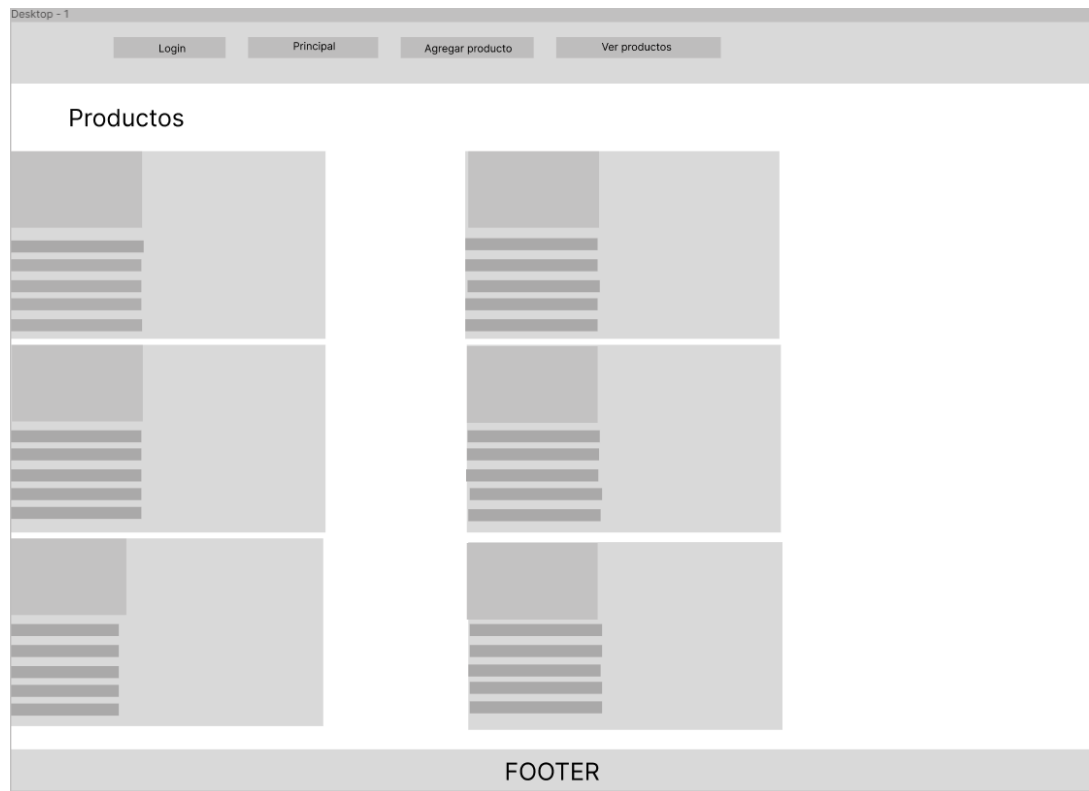 Desktop - 1
Login
Principal
Agregar producto
Ver productos
Productos
FOOTER